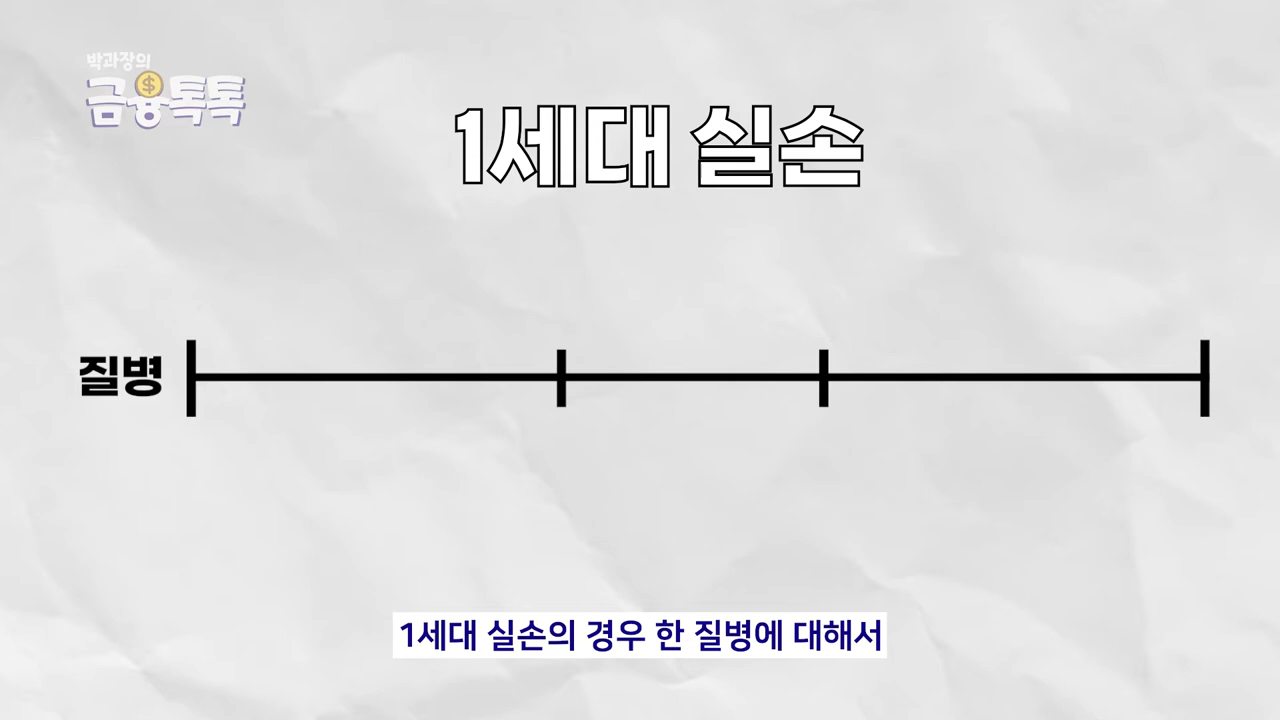 박과장의
금융톡톡
1세대 실손
질병
1세대 실손의 경우 한 질병에 대해서